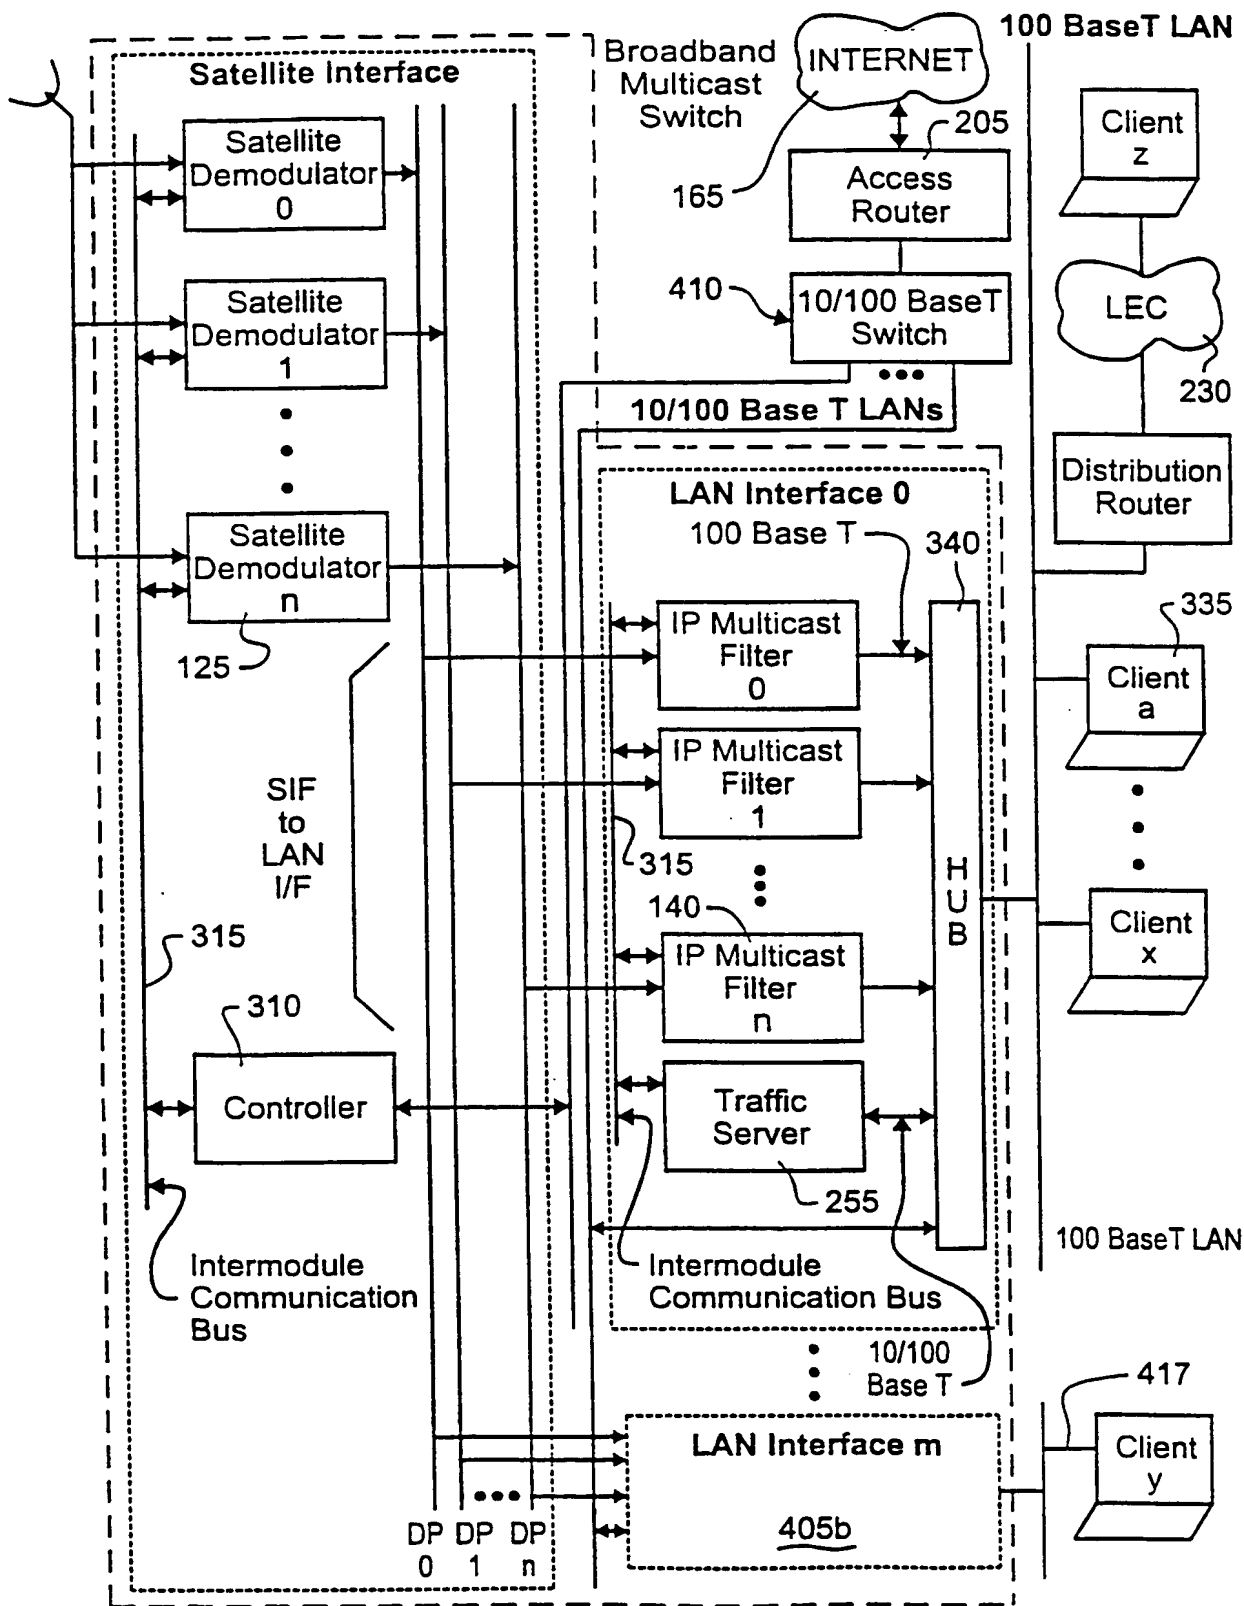 100 BaseT LAN
Broadband
Multicast
Switch
INTERNET
Satellite Interface
205
Client
z
Satellite
Demodulator
0
165
Access
Router
410
10/100 BaseT
Switch
LEC
230
Satellite
Demodulator
1
10/100 Base T LANs
Distribution
Router
LAN Interface 0
100 Base T
340
Satellite
Demodulator
n
125
335
IP Multicast
Filter
0
Client
a
IP Multicast
Filter
1
SIF
to
LAN
I/F
315
HUB
140
315
IP Multicast
Filter
n
Client
x
310
Controller
Traffic
Server
255
100 BaseT LAN
Intermodule
Communication
Bus
Intermodule
Communication Bus
10/100
Base T
417
LAN Interface m
Client
y
405b
DP
0
DP
1
DP
n